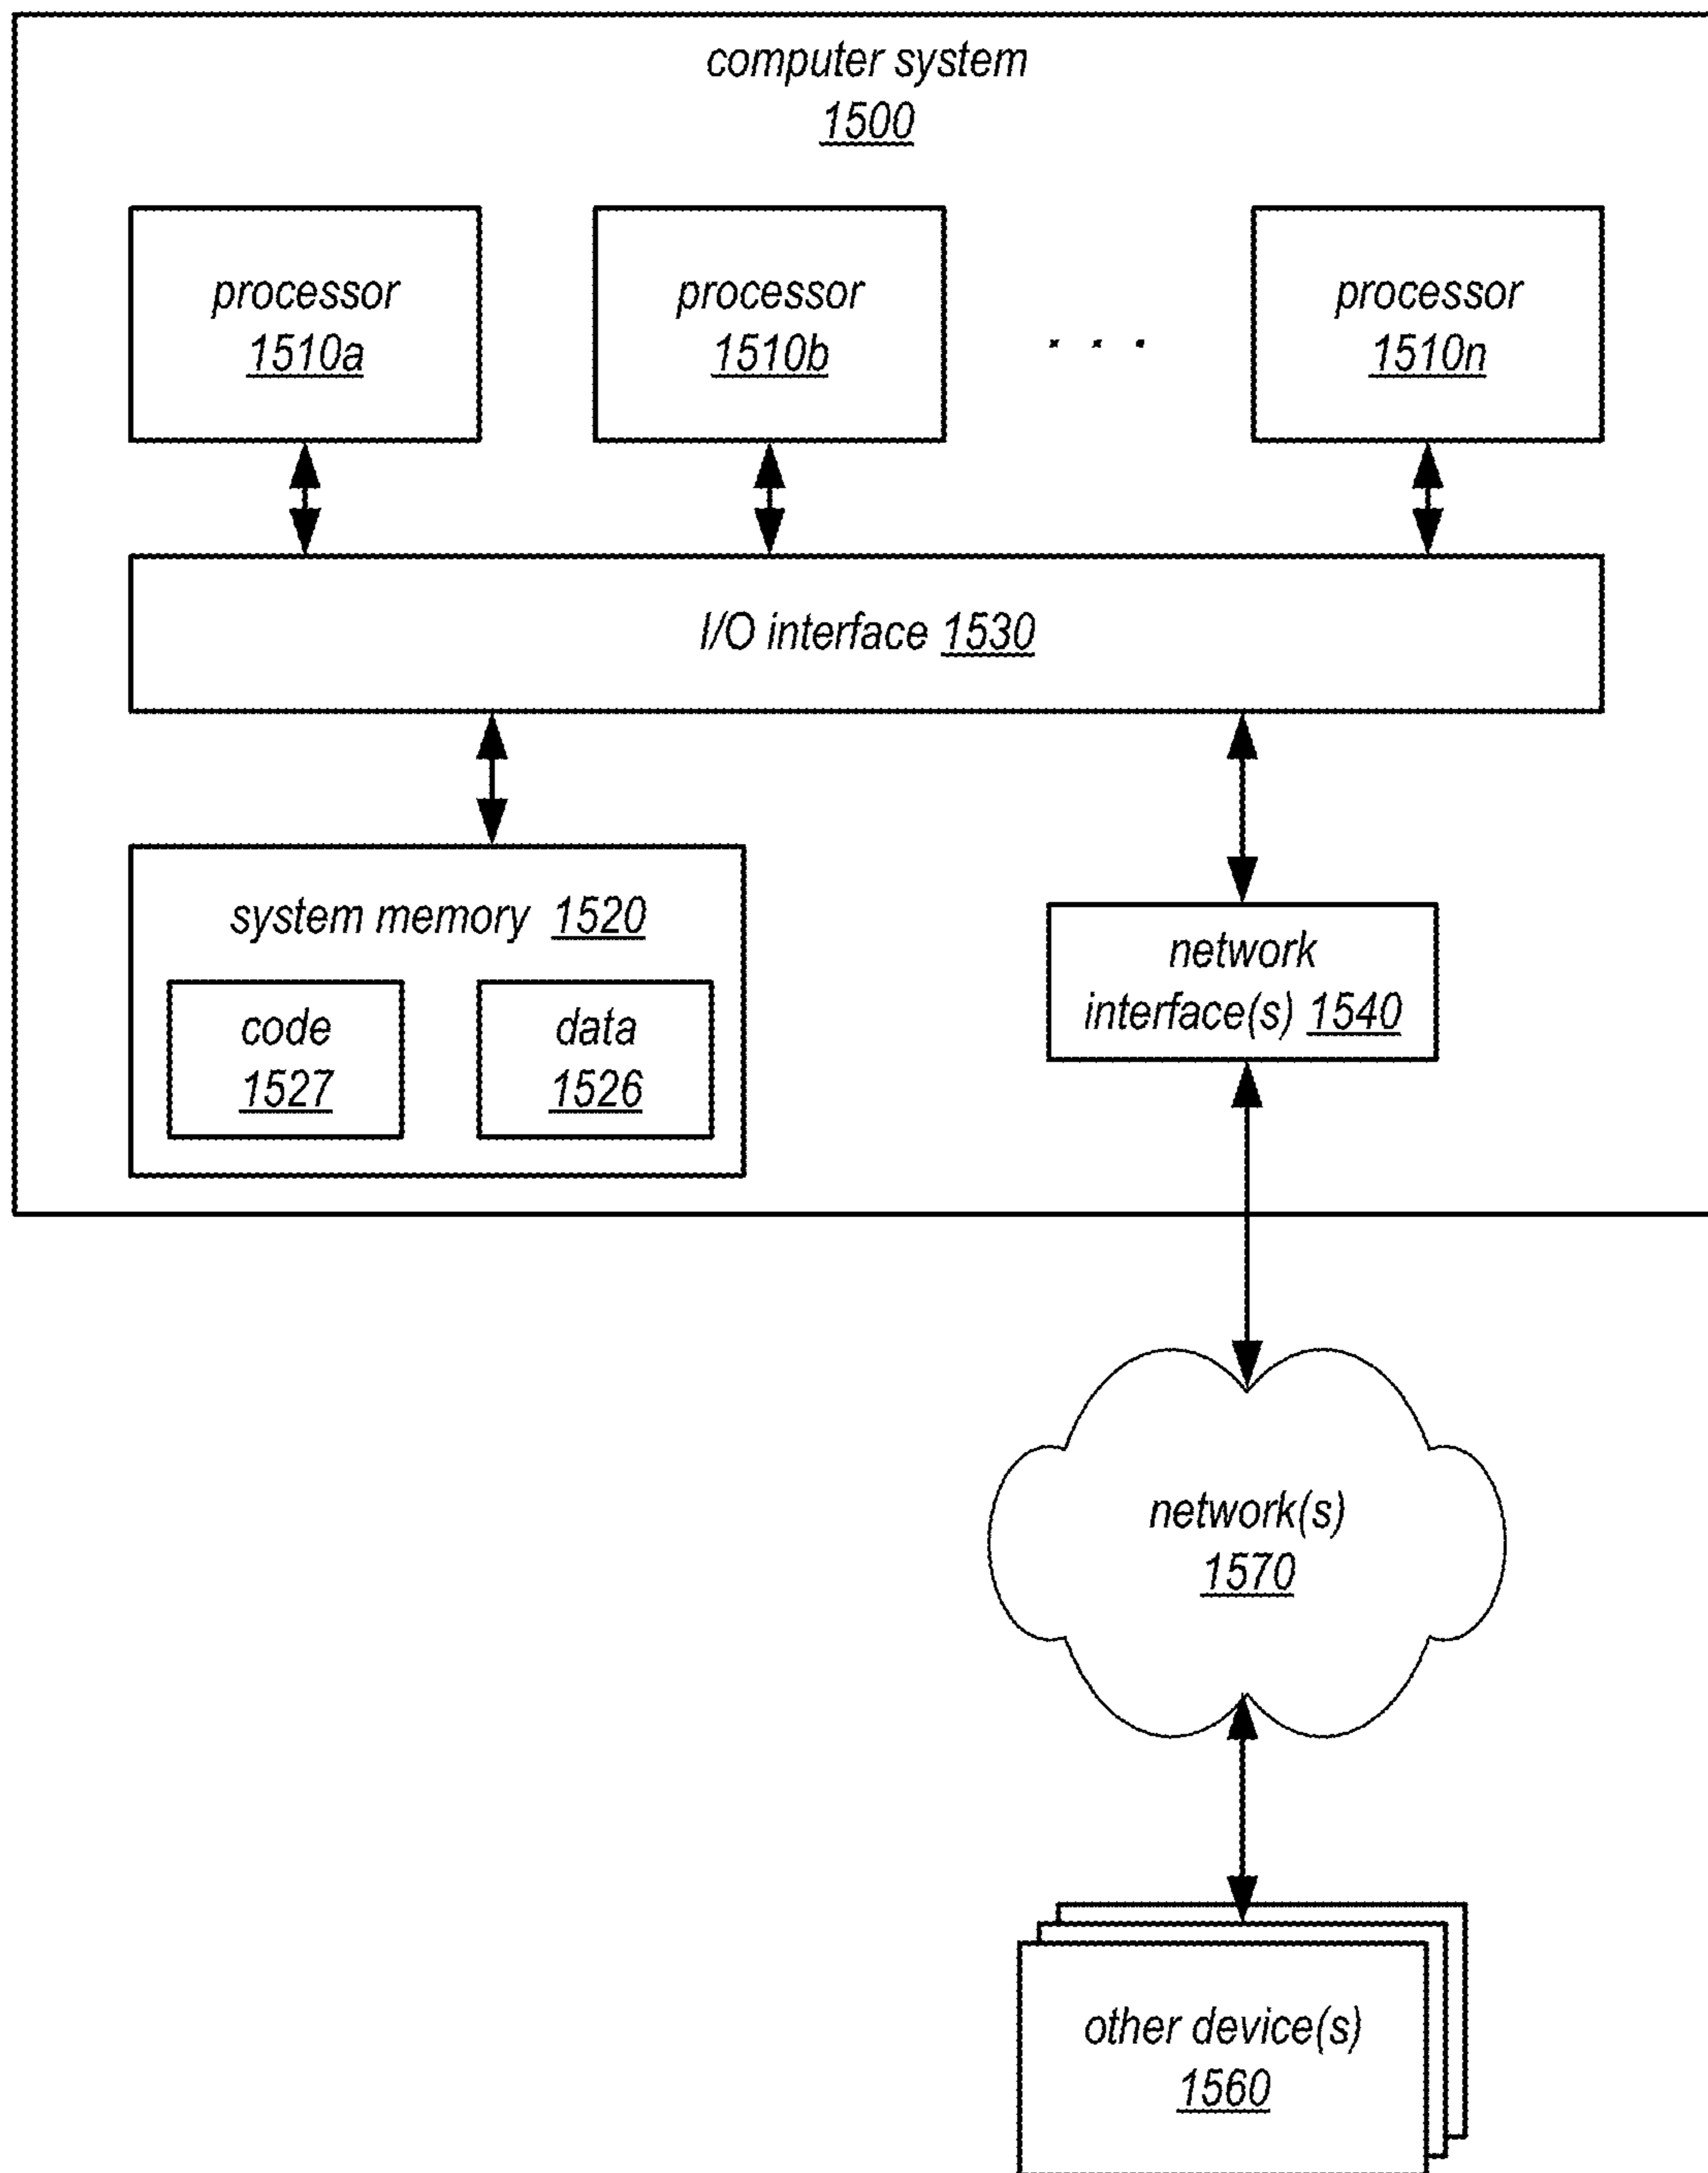 computer system
1500
processor
1510a
processor
1510b
. . .
processor
1510n
I/O interface 1530
system memory 1520
code
1527
data
1526
network
interface(s) 1540
network(s)
1570
other device(s)
1560